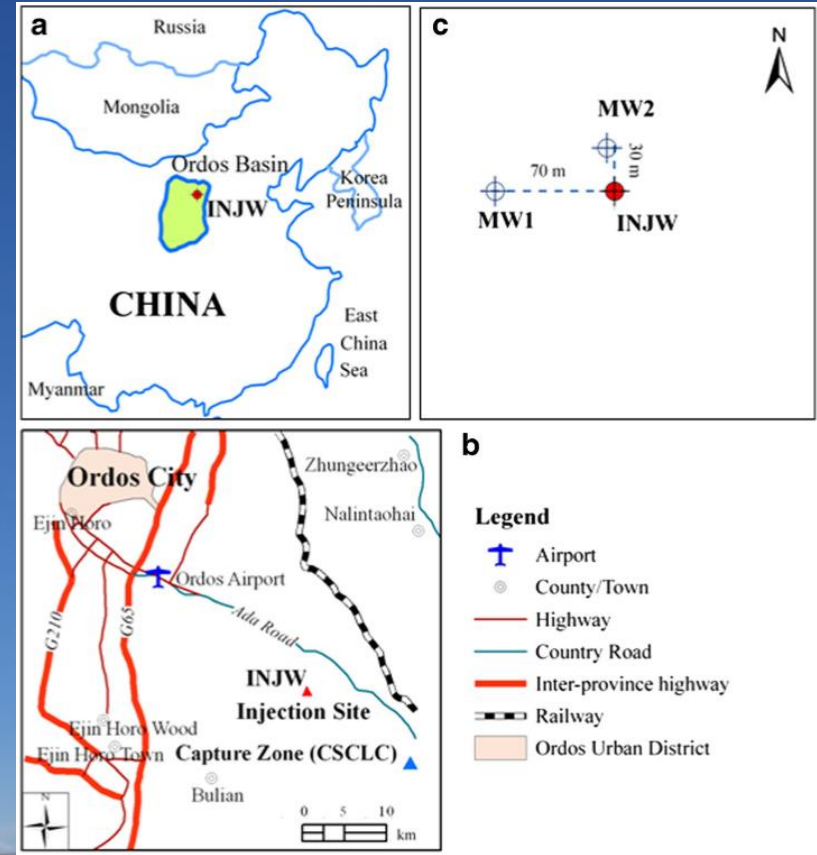 a
Russia
Mongolia
Ordos Basin
Korea
Peninsula
INJW
CHINA
East
China
Sea
Myanmar
c
N
MW2
30 m
70 m
MW1
INJW
Ordos City
Zhungeerzhao
Nalintaohai
Ejin Horo
Ordos Airport
G210
G65
Ada Road
INJW
Injection Site
Ejin Horo Wood
Ejin Horo Town
Capture Zone (CSCLC)
Bulian
N
0 5 10
km
b
Legend
Airport
County/Town
Highway
Country Road
Inter-province highway
Railway
Ordos Urban District